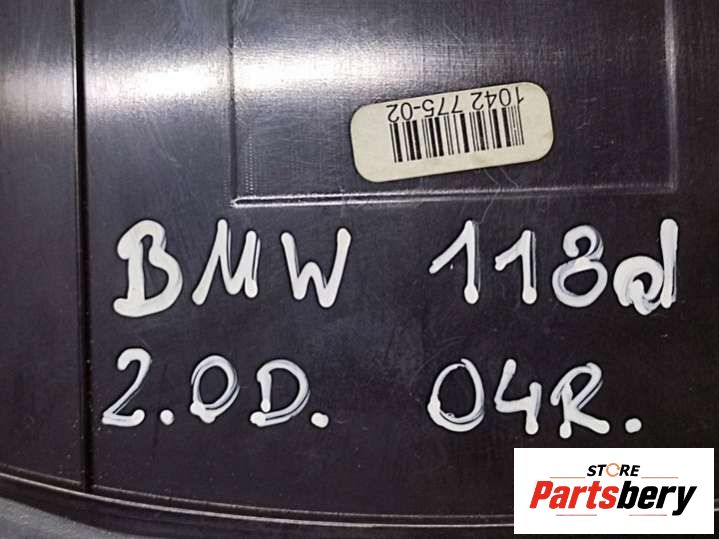 1042 775-02
BMW 118d
2.0D. 04R.
STORE
Partsbery